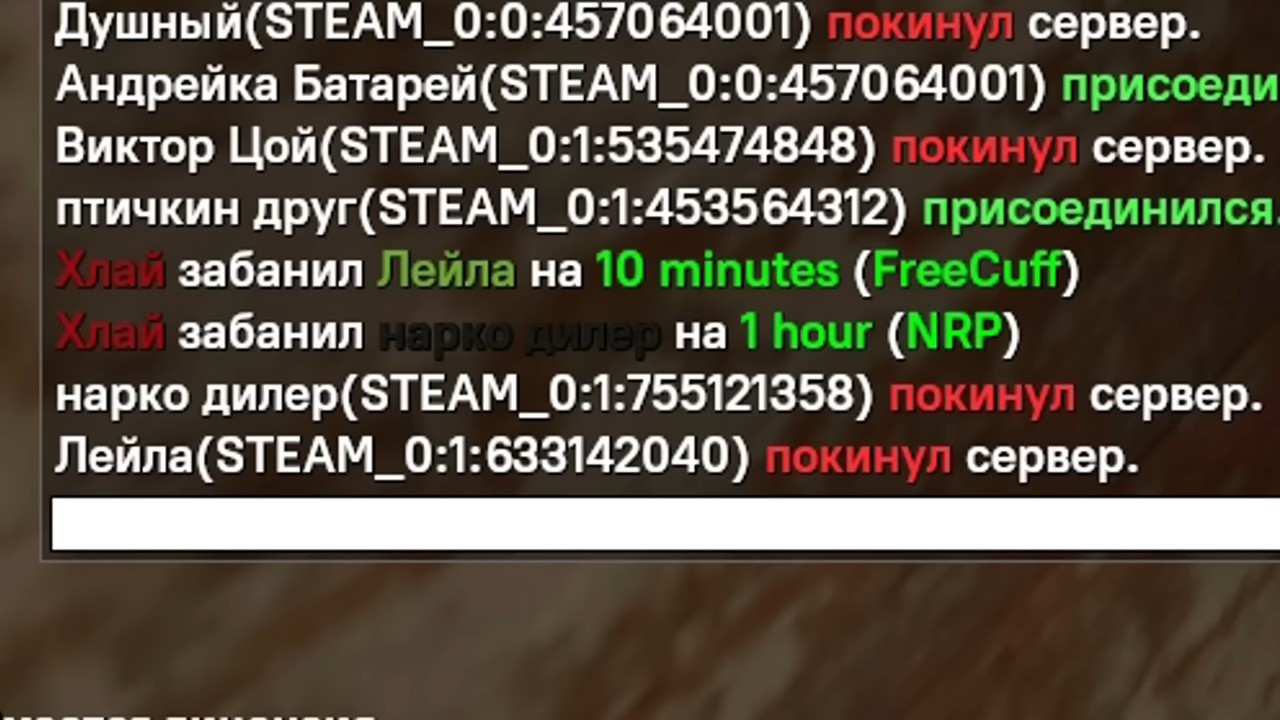 Душный(STEAM_0:0:457064001) покинул сервер.
Андрейка Батарей(STEAM_0:0:457064001) присоеди
Виктор Цой(STEAM_0:1:535474848) покинул сервер.
птичкин друг(STEAM_0:1:453564312) присоединился
Хлай забанил Лейла на 10 minutes (FreeCuff)
Хлай забанил нарко дилер на 1 hour (NRP)
нарко дилер(STEAM_0:1:755121358) покинул сервер.
Лейла(STEAM_0:1:633142040) покинул сервер.